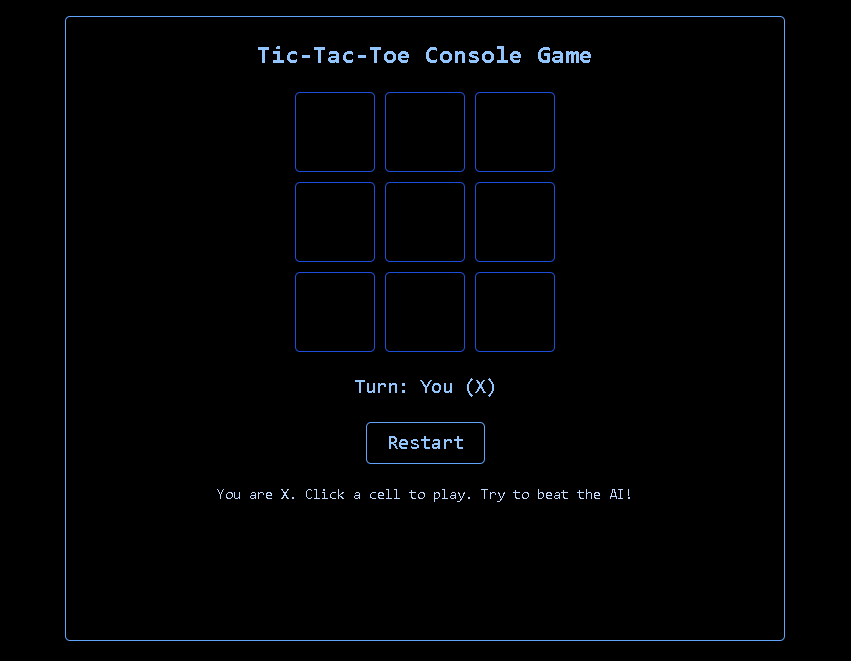 Tic-Tac-Toe Console Game
Turn: You (X)
Restart
You are X. Click a cell to play. Try to beat the AI!